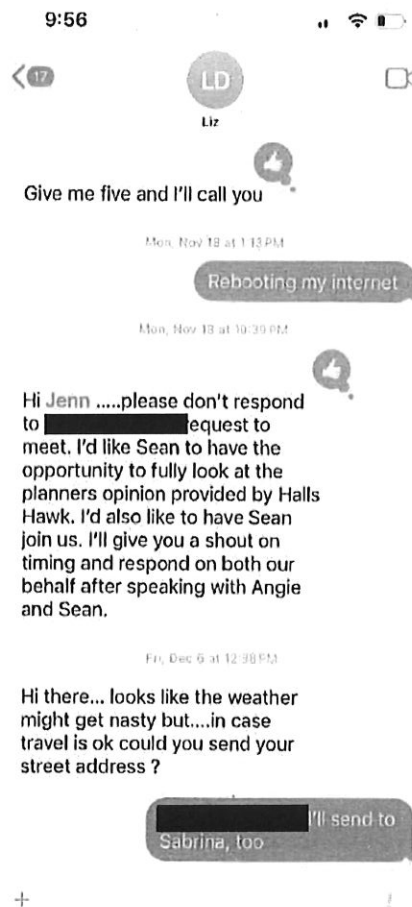 9:56
17
LD
Liz
Give me five and I'll call you
Mon, Nov 18 at 1:13 PM
Rebooting my internet
Mon, Nov 18 at 10:39 PM
Hi Jenn .....please don't respond
to equest to
meet. I'd like Sean to have the
opportunity to fully look at the
planners opinion provided by Halls
Hawk. I'd also like to have Sean
join us. I'll give you a shout on
timing and respond on both our
behalf after speaking with Angie
and Sean.
Fri, Dec 6 at 12:38 PM
Hi there... looks like the weather
might get nasty but....in case
travel is ok could you send your
street address ?
I'll send to
Sabrina, too
+